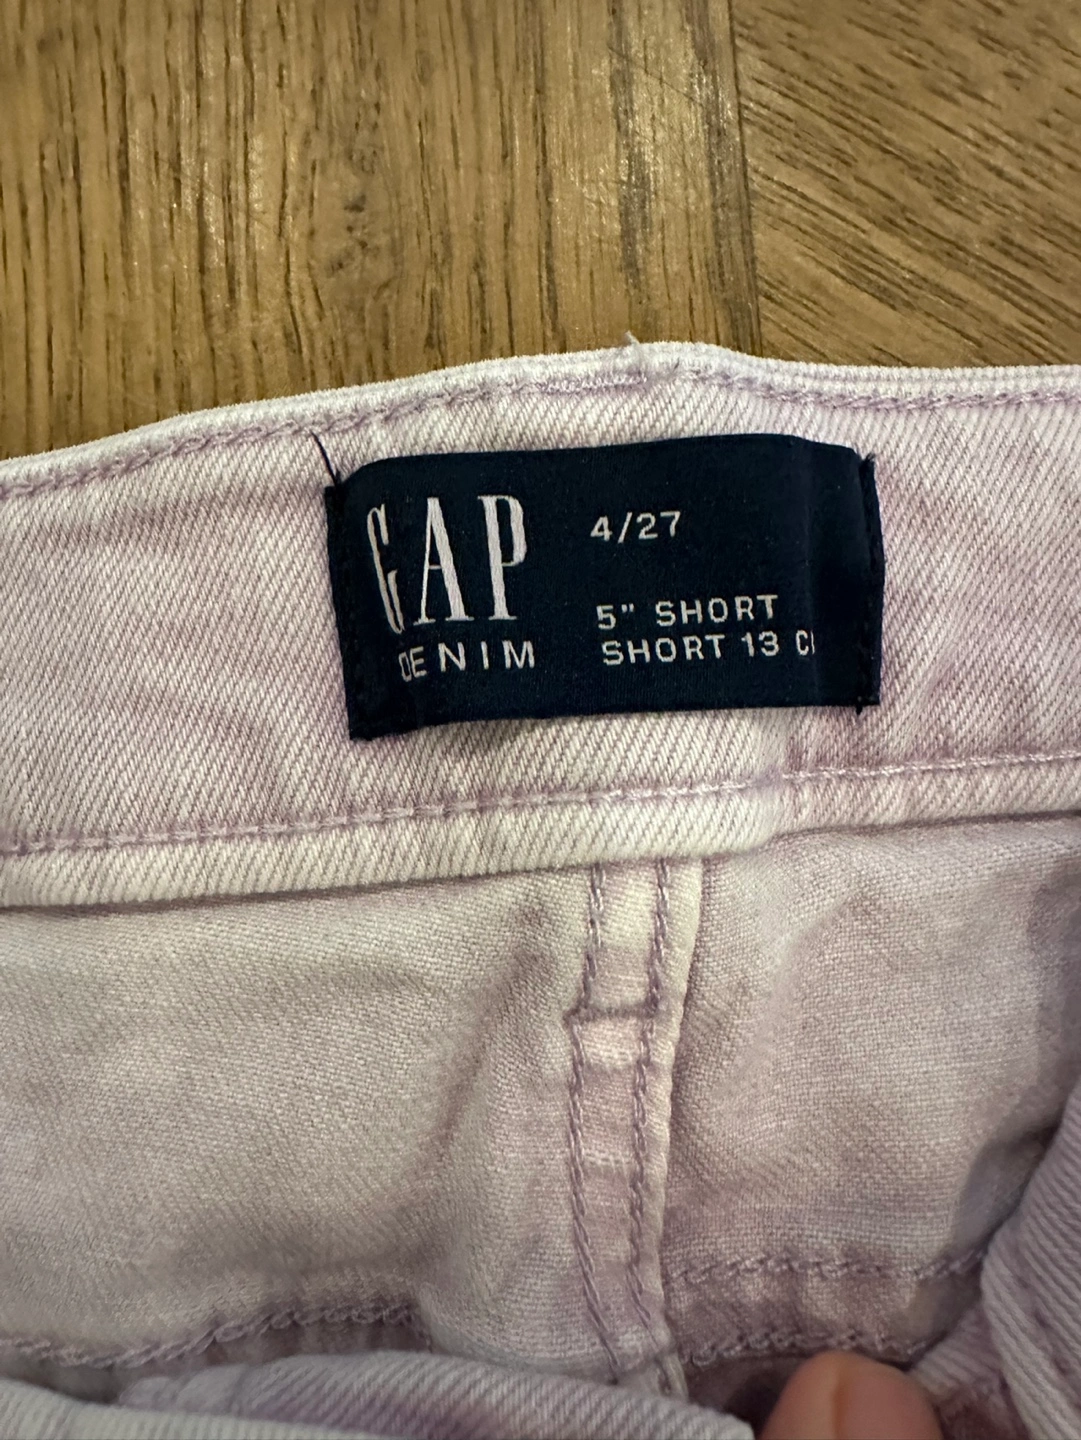 GAP
DENIM
4/27
5" SHORT
SHORT 13